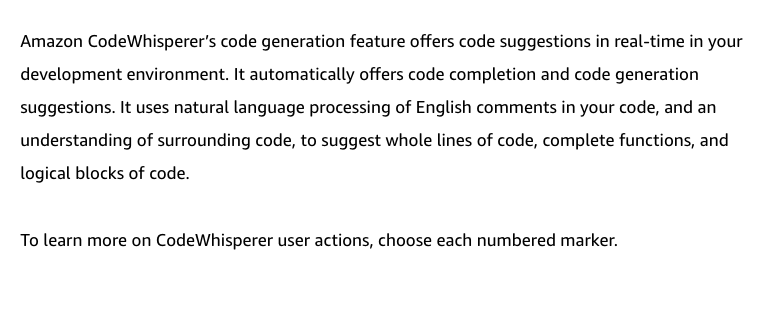 Amazon CodeWhisperer’s code generation feature offers code suggestions in real-time in your
development environment. It automatically offers code completion and code generation
suggestions. It uses natural language processing of English comments in your code, and an
understanding of surrounding code, to suggest whole lines of code, complete functions, and
logical blocks of code.
To learn more on CodeWhisperer user actions, choose each numbered marker.